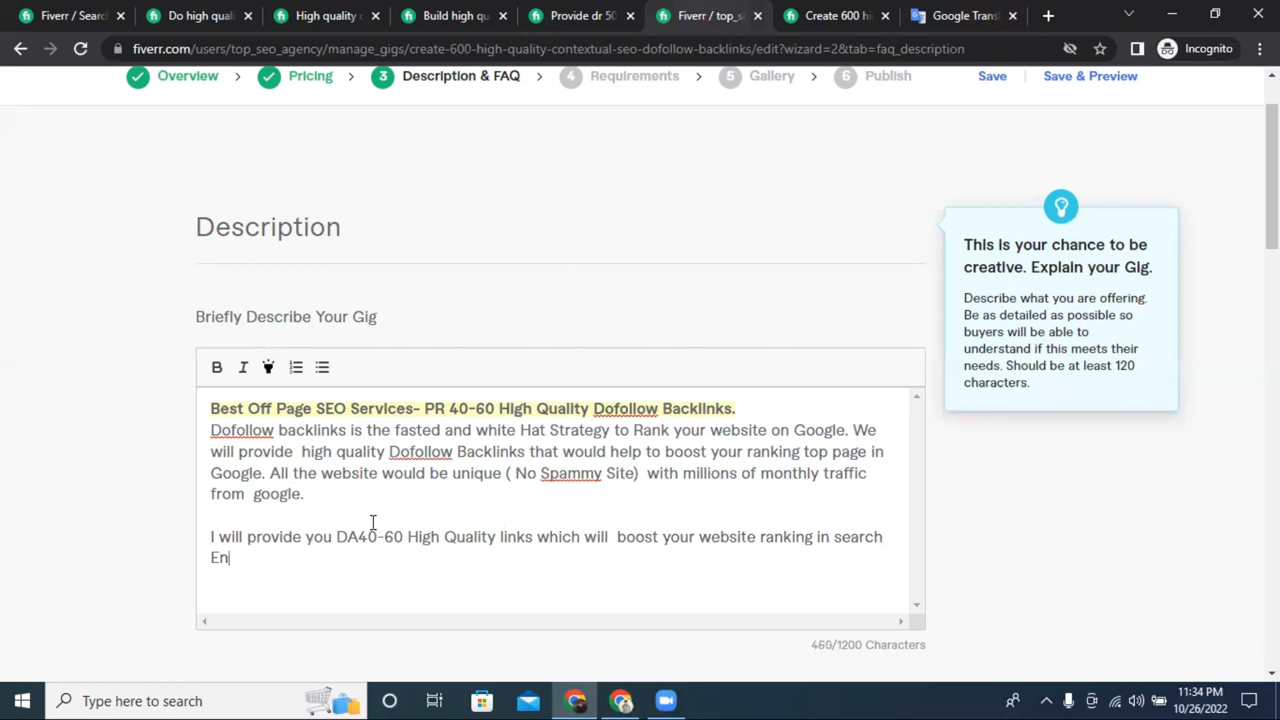 Fiverr / Searc
Do high quali
High quality c
Build high qu
Provide dr 50
Fiverr / top_s
Create 600 hi
Google Trans
fiverr.com/users/top_seo_agency/manage_gigs/create-600-high-quality-contextual-seo-dofollow-backlinks/edit?wizard=2&tab=faq_description
Incognito
Overview
Pricing
3 Description & FAQ
4 Requirements
5 Gallery
6 Publish
Save
Save & Preview
Description
This is your chance to be
creative. Explain your Gig.
Describe what you are offering.
Be as detailed as possible so
buyers will be able to
understand if this meets their
needs. Should be at least 120
characters.
Briefly Describe Your Gig
B I
Best Off Page SEO Services- PR 40-60 High Quality Dofollow Backlinks.
Dofollow backlinks is the fasted and white Hat Strategy to Rank your website on Google. We
will provide  high quality Dofollow Backlinks that would help to boost your ranking top page in
Google. All the website would be unique ( No Spammy Site)  with millions of monthly traffic
from  google.
I will provide you DA40-60 High Quality links which will  boost your website ranking in search
En
/1200 Characters
Type here to search
11:34 PM
10/26/2022